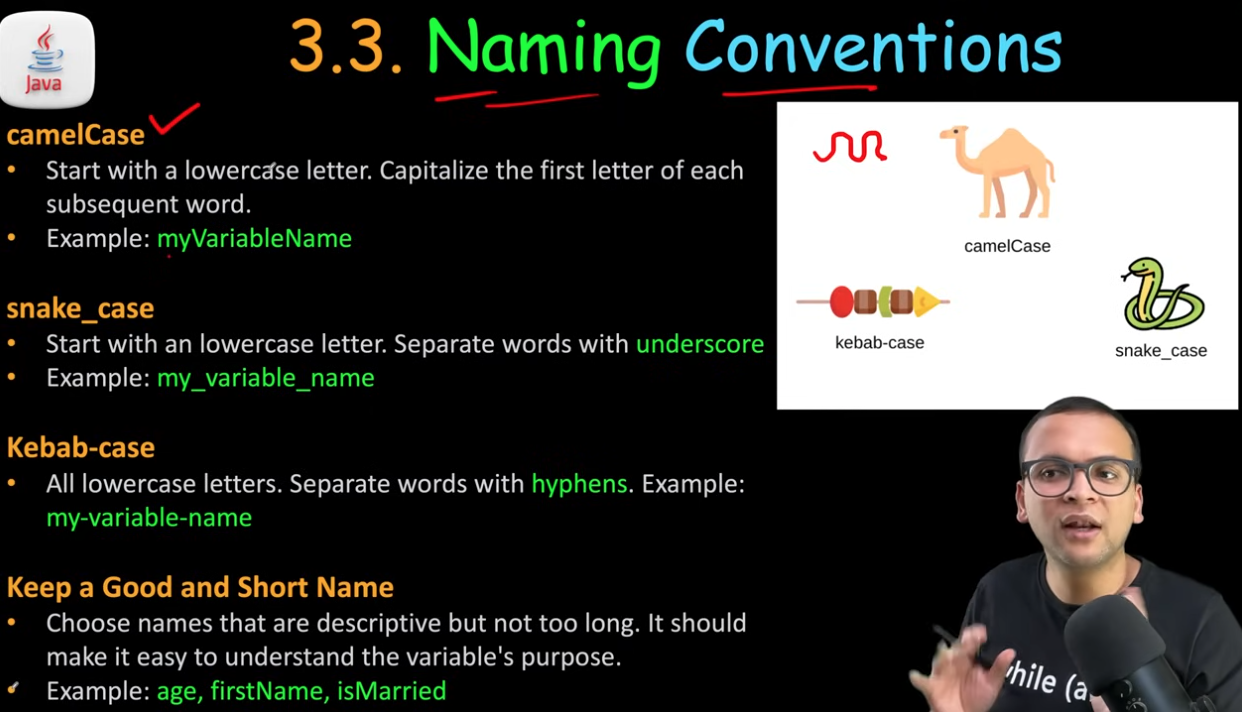 Java
3.3. Naming Conventions
camelCase
• Start with a lowercase letter. Capitalize the first letter of each
subsequent word.
• Example: myVariableName
snake_case
• Start with an lowercase letter. Separate words with underscore
• Example: my_variable_name
Kebab-case
• All lowercase letters. Separate words with hyphens. Example:
my-variable-name
Keep a Good and Short Name
• Choose names that are descriptive but not too long. It should
make it easy to understand the variable's purpose.
• Example: age, firstName, isMarried
camelCase
kebab-case
snake_case
while (a